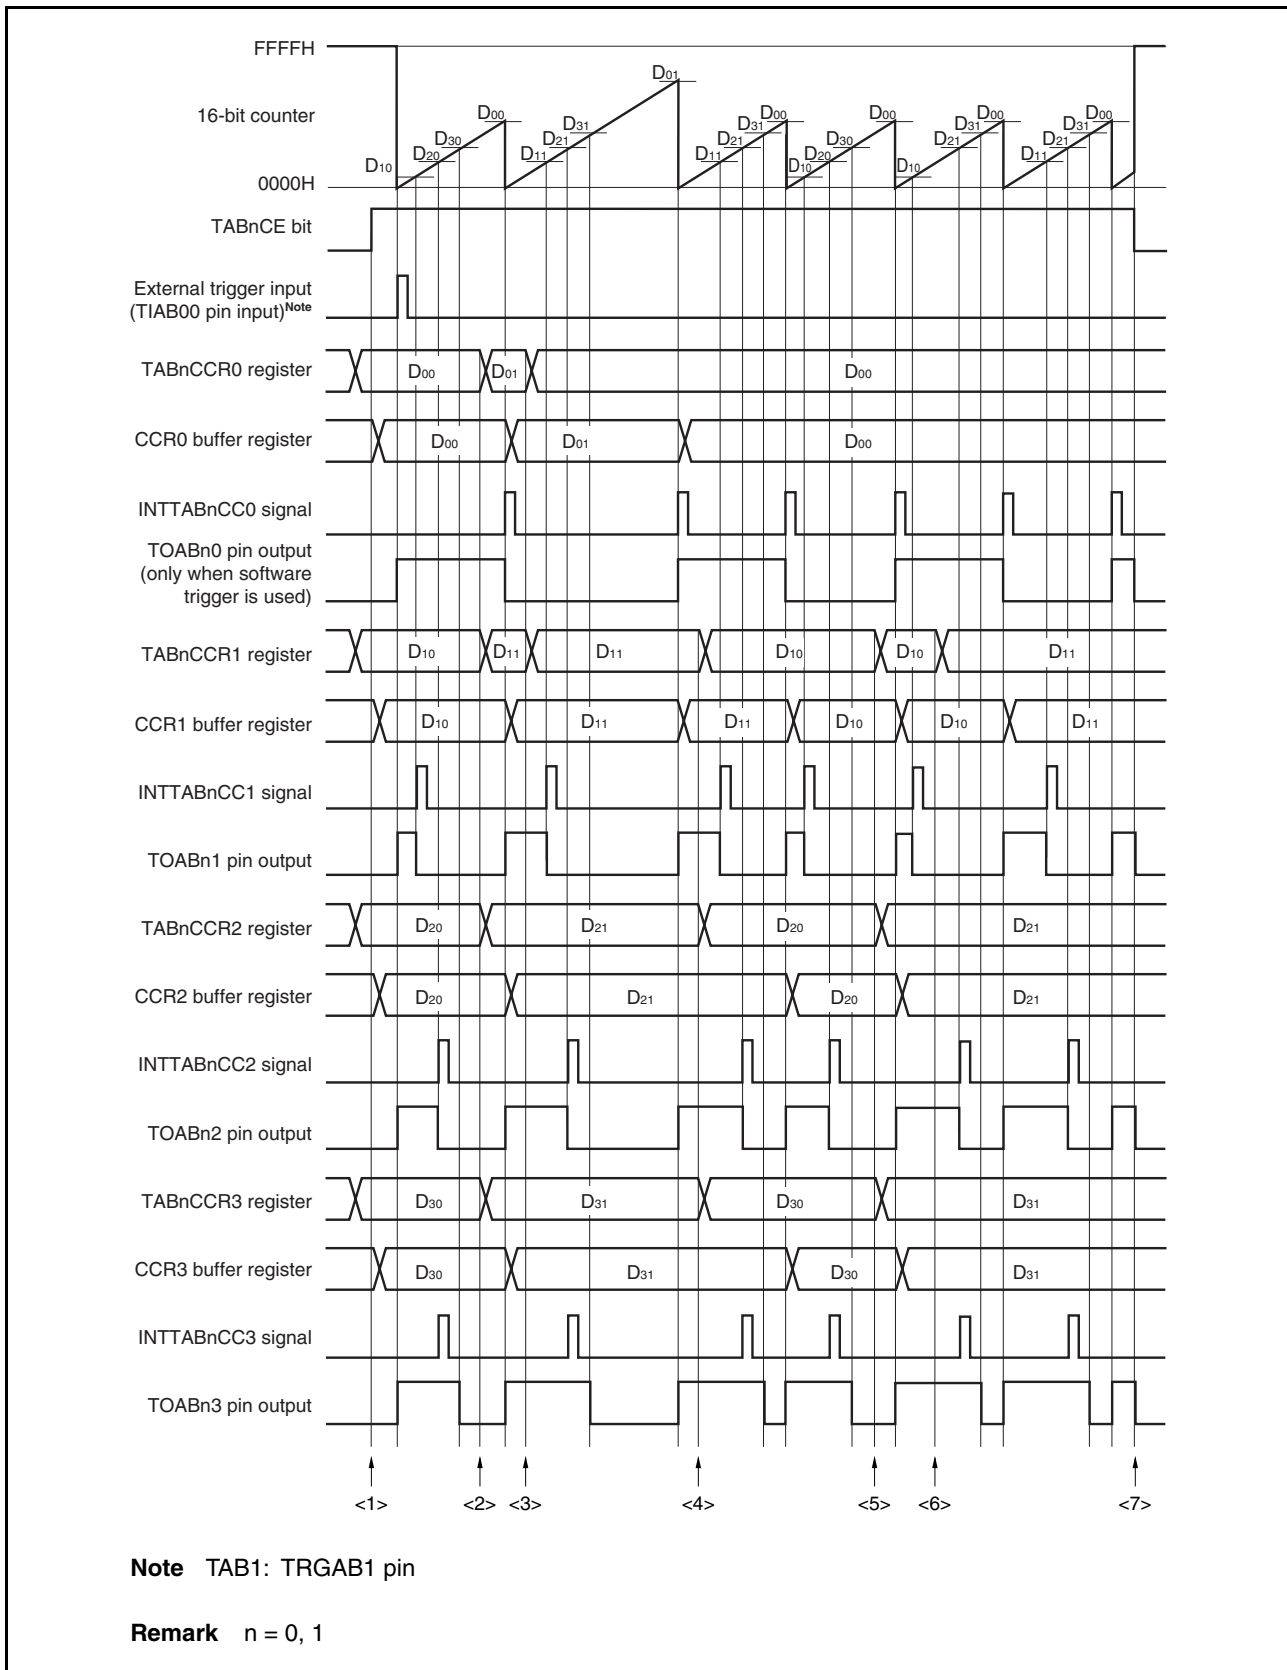 FFFFH
D01
16-bit counter
D00 D00 D00 D00 D00
D30 D31 D31 D30 D31 D31
D20 D21 D21 D20 D21 D21
D10 D11 D11 D10 D10 D11
0000H
TABnCE bit
External trigger input
(TIAB00 pin input)Note
TABnCCR0 register D00 D01 D00
CCR0 buffer register D00 D01 D00
INTTABnCC0 signal
TOABn0 pin output
(only when software
trigger is used)
TABnCCR1 register D10 D11 D11 D10 D10 D11
CCR1 buffer register D10 D11 D11 D10 D10 D11
INTTABnCC1 signal
TOABn1 pin output
TABnCCR2 register D20 D21 D20 D21
CCR2 buffer register D20 D21 D20 D21
INTTABnCC2 signal
TOABn2 pin output
TABnCCR3 register D30 D31 D30 D31
CCR3 buffer register D30 D31 D30 D31
INTTABnCC3 signal
TOABn3 pin output
<1> <2> <3> <4> <5> <6> <7>
Note TAB1: TRGAB1 pin
Remark n = 0, 1